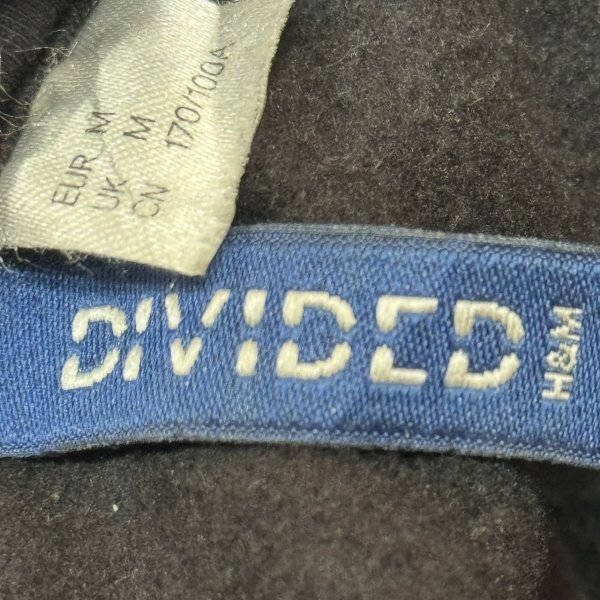 EUR M
UK M
CN 170/100A
DIVIDED
H&M